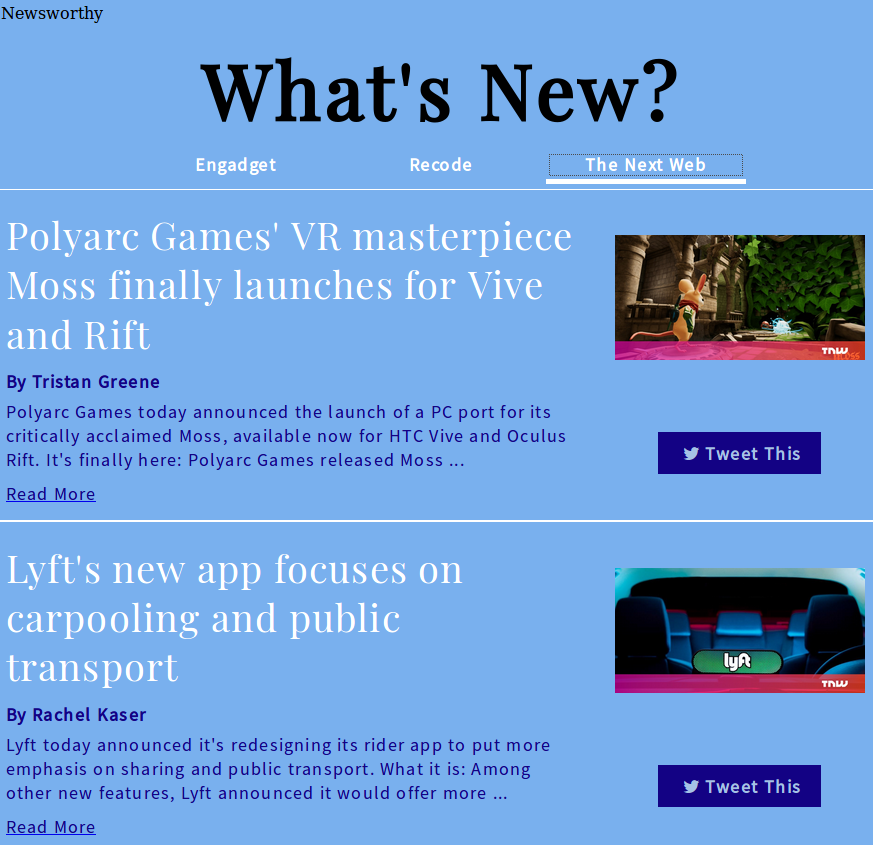 Newsworthy
What's New?
Engadget Recode The Next Web
Polyarc Games' VR masterpiece
Moss finally launches for Vive
and Rift
By Tristan Greene
Polyarc Games today announced the launch of a PC port for its
critically acclaimed Moss, available now for HTC Vive and Oculus
Rift. It's finally here: Polyarc Games released Moss ...
Read More
TNW
Moss
Tweet This
Lyft's new app focuses on
carpooling and public
transport
By Rachel Kaser
Lyft today announced it's redesigning its rider app to put more
emphasis on sharing and public transport. What it is: Among
other new features, Lyft announced it would offer more ...
Read More
lyft
TNW
Tweet This